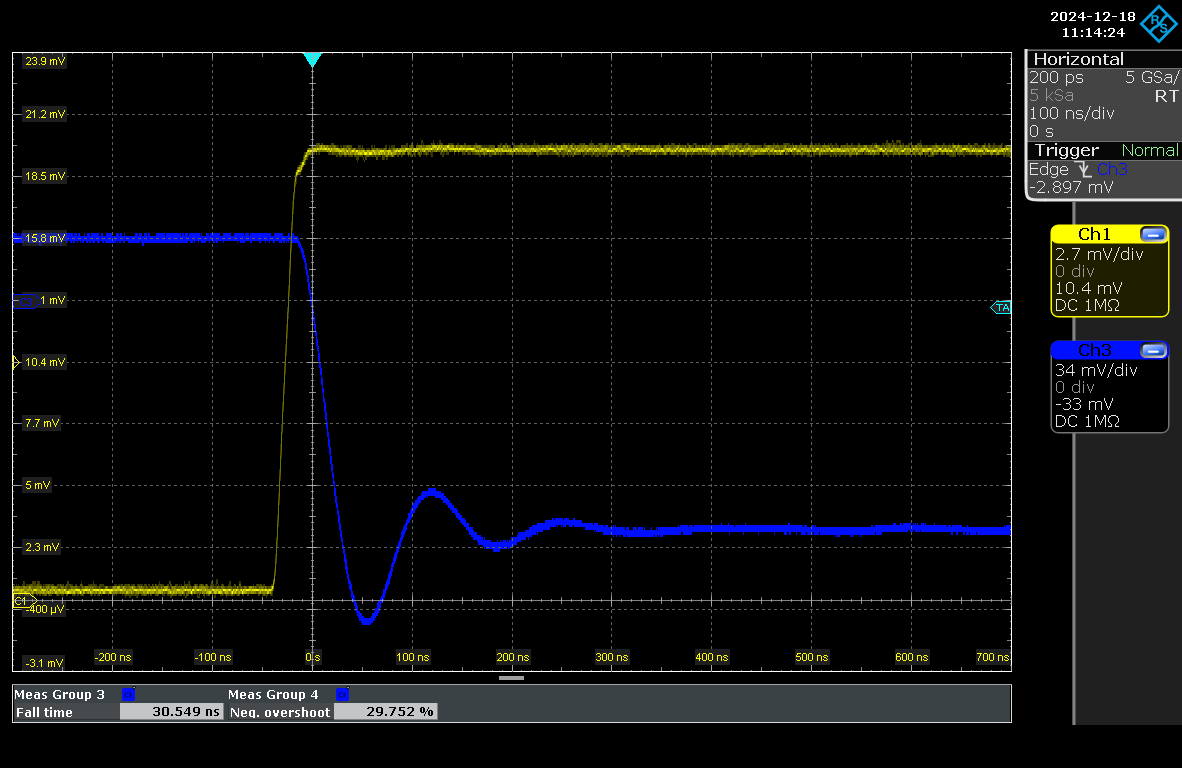 2024-12-18
11:14:24
R S
Horizontal
200 ps 5 GSa/
5 kSa RT
100 ns/div
0 s
Trigger Normal
Edge Ch3
-2.897 mV
Ch1
2.7 mV/div
0 div
10.4 mV
DC 1MΩ
Ch3
34 mV/div
0 div
-33 mV
DC 1MΩ
23.9 mV
21.2 mV
18.5 mV
15.8 mV
1 mV
TA
10.4 mV
7.7 mV
5 mV
2.3 mV
C1
-400 µV
-3.1 mV
-200 ns -100 ns 0 s 100 ns 200 ns 300 ns 400 ns 500 ns 600 ns 700 ns
Meas Group 3 Meas Group 4
Fall time 30.549 ns Neg. overshoot 29.752 %